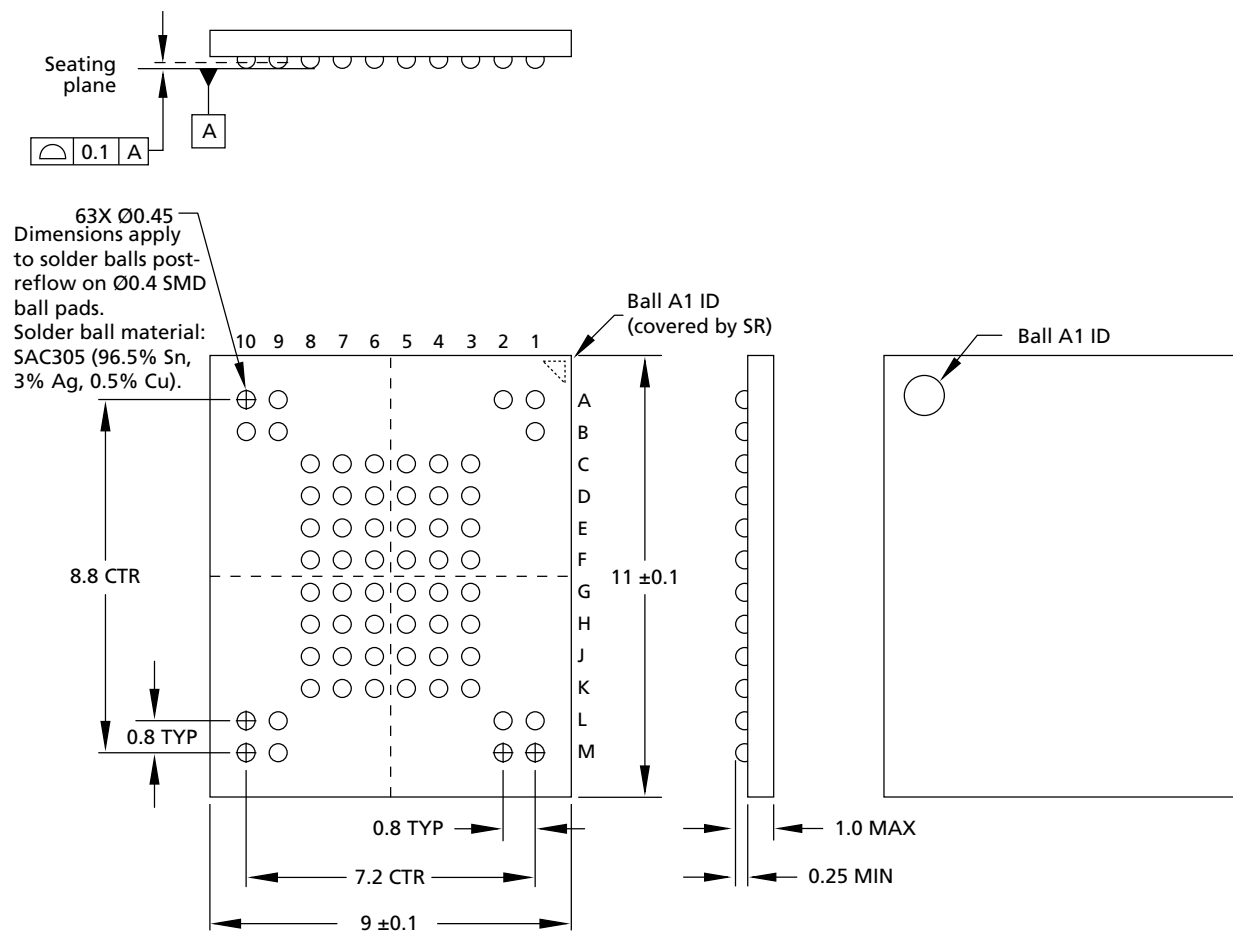 Seating
plane
A
0.1 A
63X Ø0.45
Dimensions apply
to solder balls post-
reflow on Ø0.4 SMD
ball pads.
Solder ball material:
SAC305 (96.5% Sn,
3% Ag, 0.5% Cu).
Ball A1 ID
(covered by SR)
Ball A1 ID
10 9 8 7 6 5 4 3 2 1
A
B
C
D
E
F
G
H
J
K
L
M
8.8 CTR
11 ±0.1
0.8 TYP
0.8 TYP
1.0 MAX
7.2 CTR
0.25 MIN
9 ±0.1